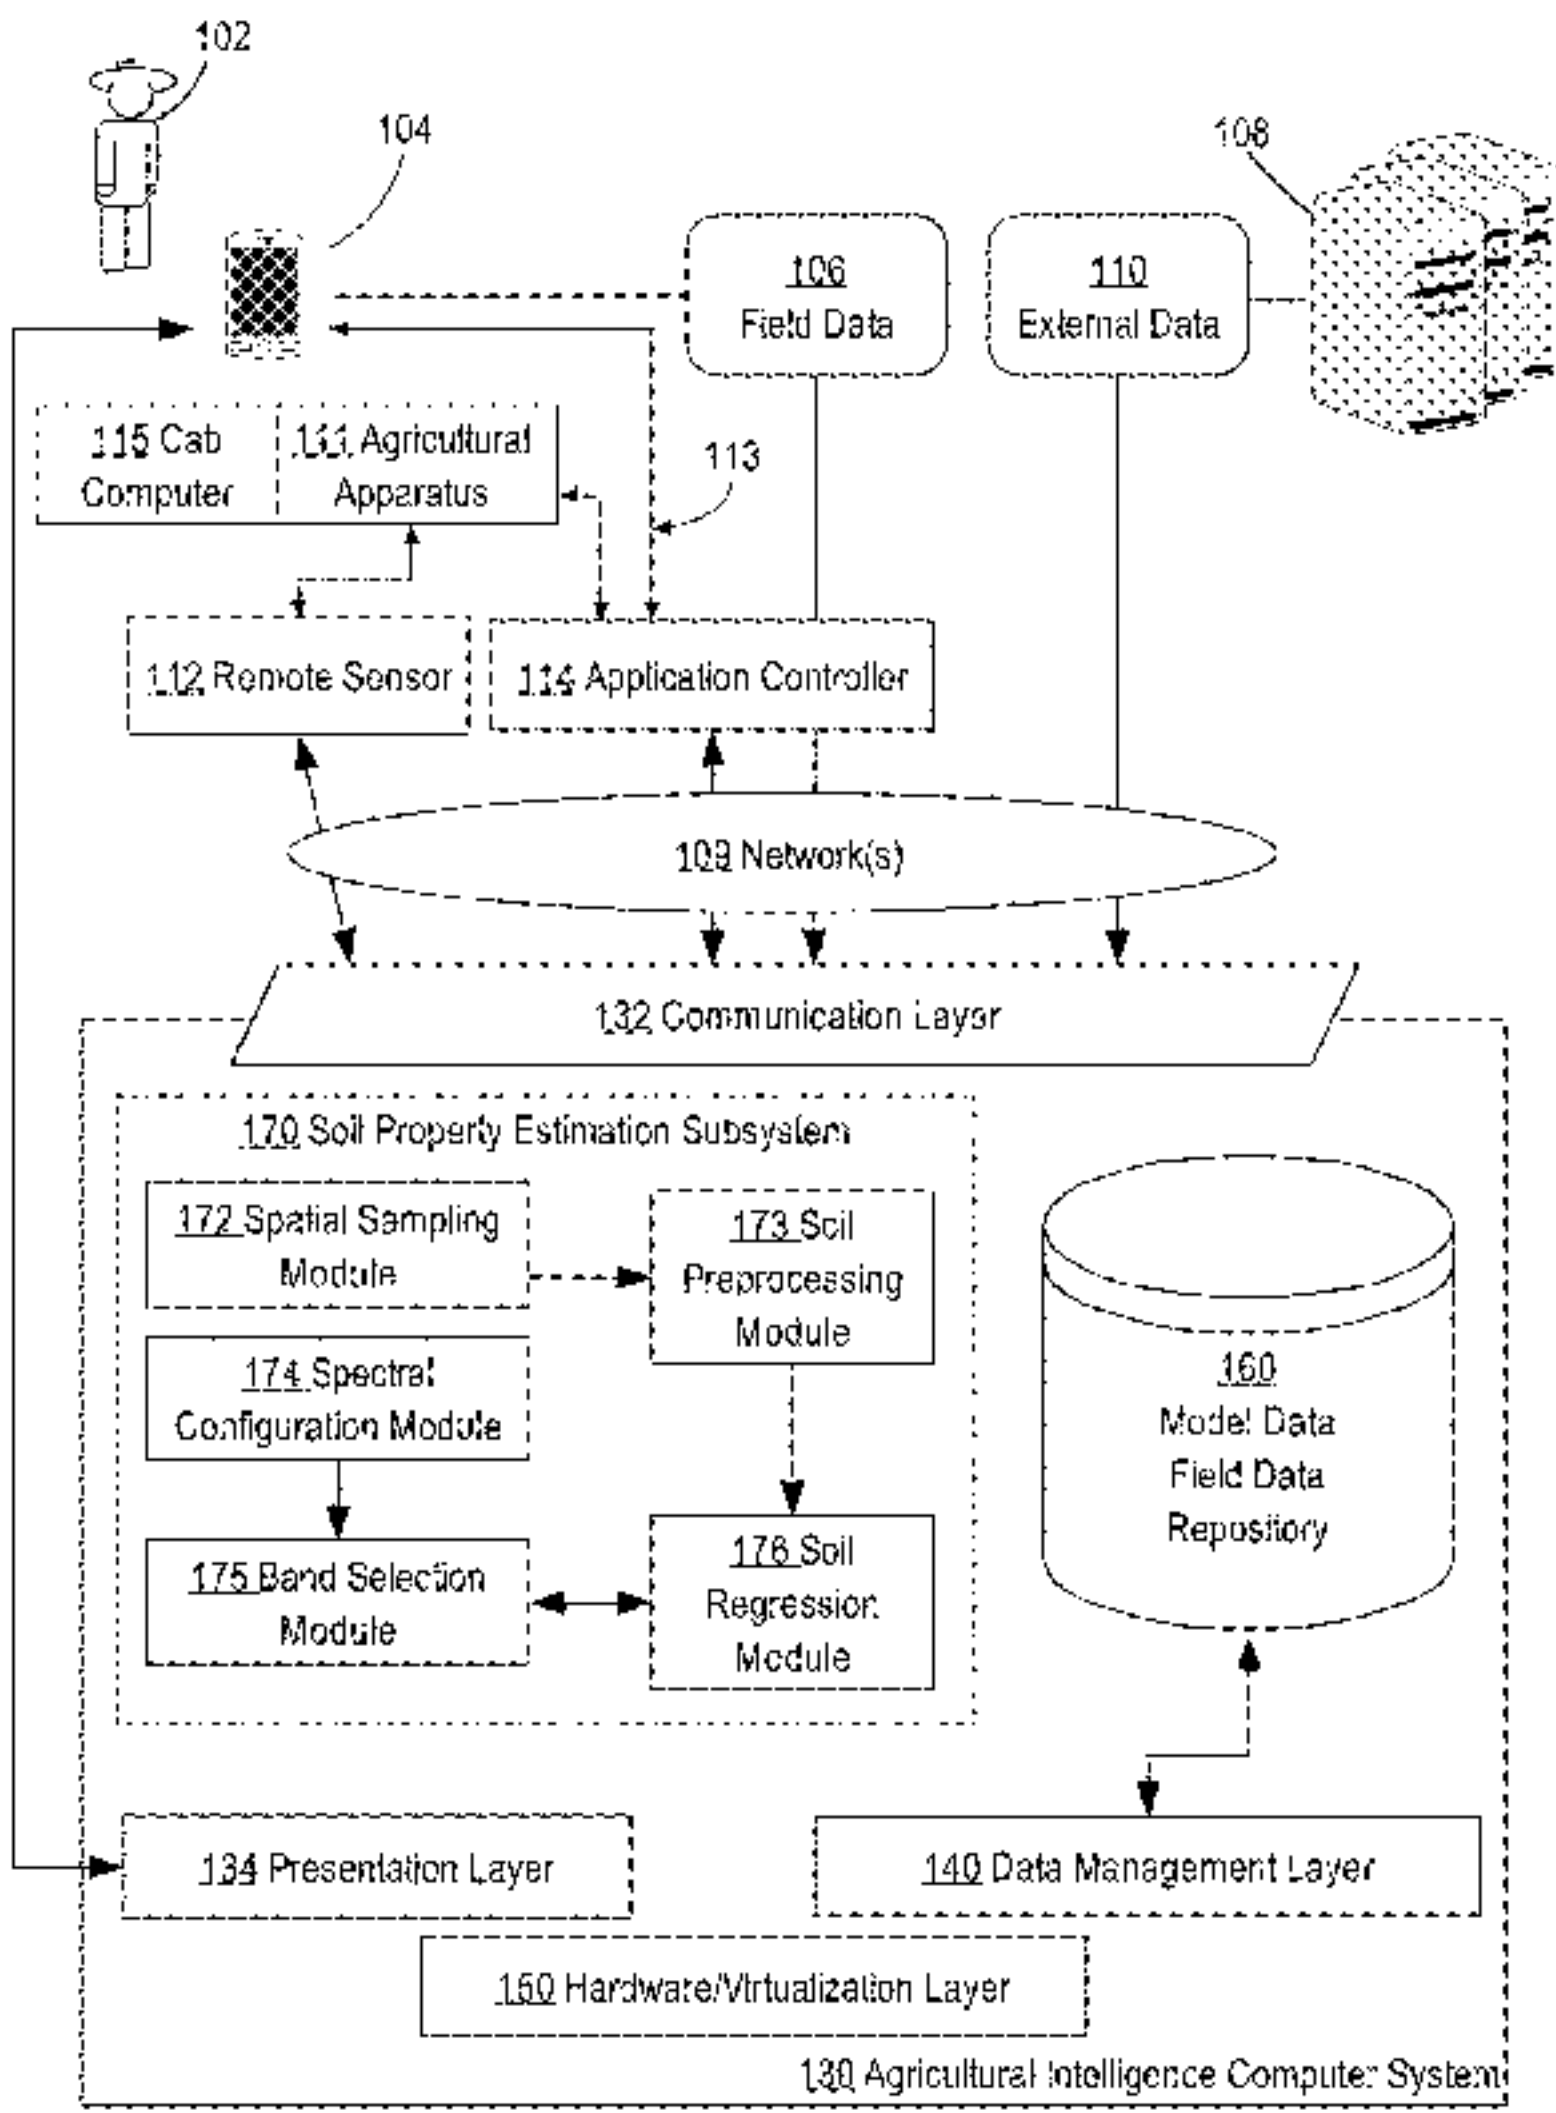 102
104
108
106
Field Data
110
External Data
115 Cab
Computer
111 Agricultural
Apparatus
113
112 Remote Sensor
114 Application Controller
109 Network(s)
132 Communication Layer
170 Soil Property Estimation Subsystem
172 Spatial Sampling
Module
173 Soil
Preprocessing
Module
174 Spectral
Configuration Module
160
Model Data
Field Data
Repository
175 Band Selection
Module
176 Soil
Regression
Module
134 Presentation Layer
140 Data Management Layer
150 Hardware/Virtualization Layer
130 Agricultural Intelligence Computer System